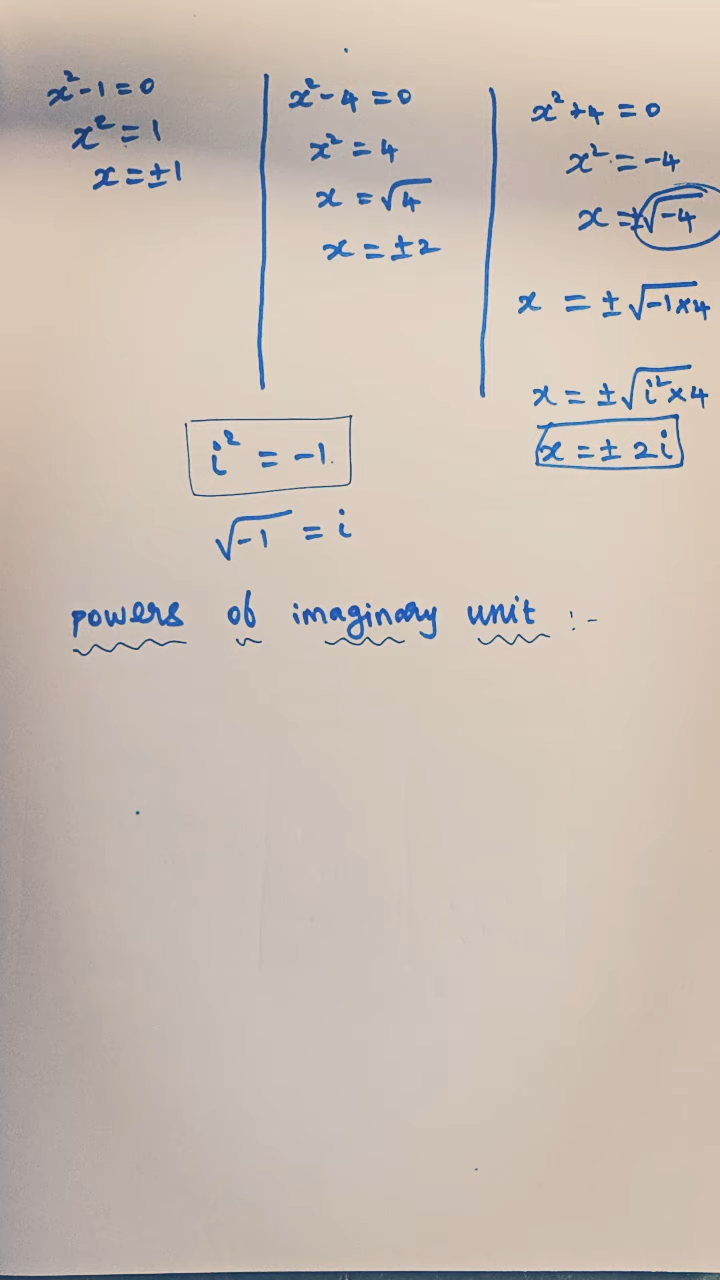 x²-1=0
x²=1
x=±1
x²-4=0
x²=4
x=√4
x=±2
x²+4=0
x²=-4
x=±√-4
x=±√-1×4
x=±√i²×4
x=±2i
i²=-1
√-1=i
powers of imaginary unit :-